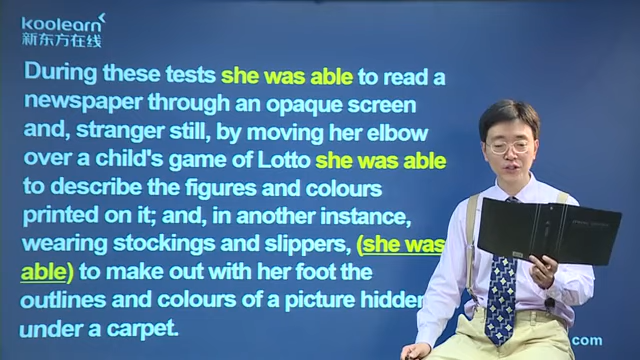 koolearn
新东方在线
During these tests she was able to read a
newspaper through an opaque screen
and, stranger still, by moving her elbow
over a child's game of Lotto she was able
to describe the figures and colours
printed on it; and, in another instance,
wearing stockings and slippers, (she was
able) to make out with her foot the
outlines and colours of a picture hidden
under a carpet.
com